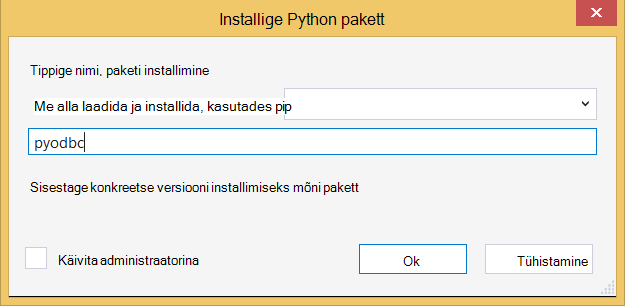 Installige Python pakett
Tippige nimi, paketi installimine
Me alla laadida ja installida, kasutades pip
pyodbc
Sisestage konkreetse versiooni installimiseks mõni pakett
Käivita administraatorina
Ok
Tühistamine